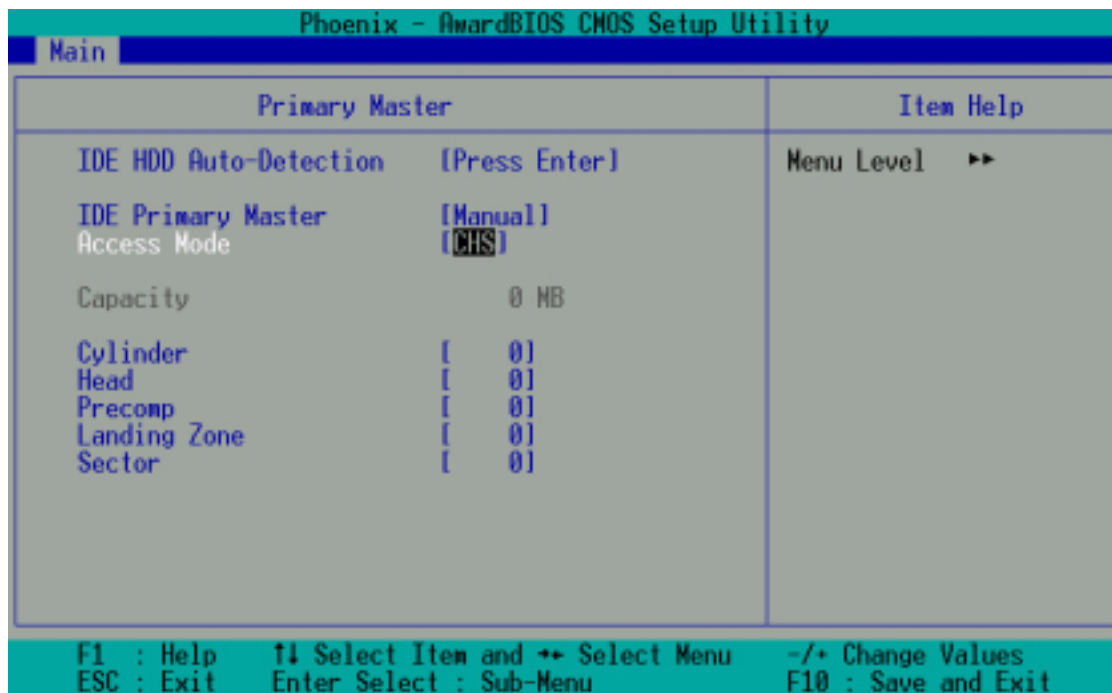 Phoenix - AwardBIOS CMOS Setup Utility
Main
Primary Master
Item Help
IDE HDD Auto-Detection [Press Enter]
Menu Level ▸▸
IDE Primary Master [Manual]
Access Mode [CHS]
Capacity 0 MB
Cylinder [ 0]
Head [ 0]
Precomp [ 0]
Landing Zone [ 0]
Sector [ 0]
F1 : Help ↑↓ Select Item and →← Select Menu -/+ Change Values
ESC : Exit Enter Select : Sub-Menu F10 : Save and Exit